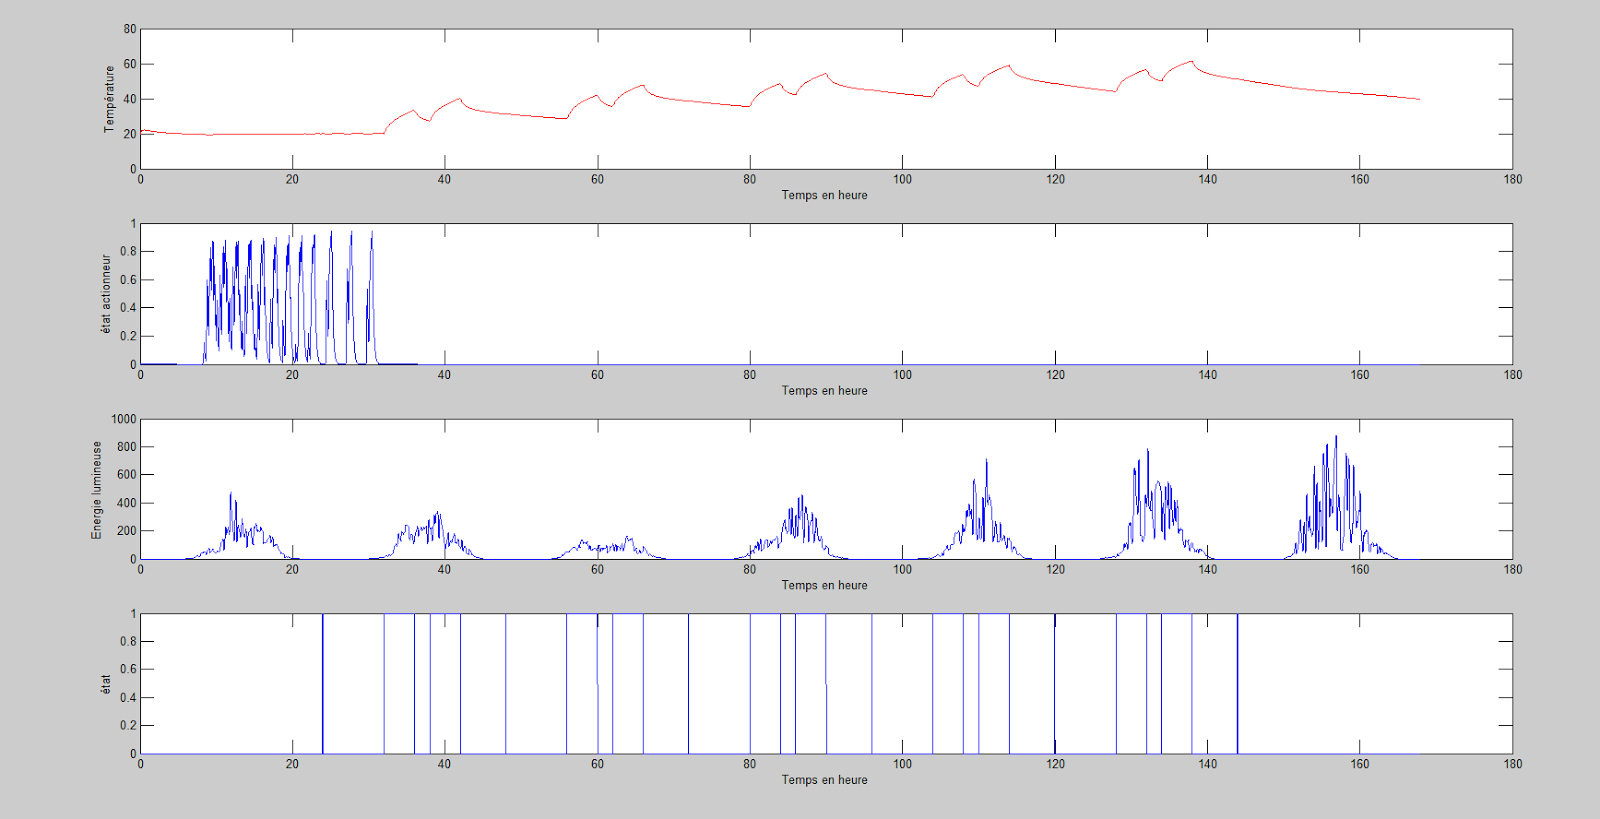 Température
80
60
40
20
0
0 20 40 60 80 100 120 140 160 180
Temps en heure
état actionneur
1
0.8
0.6
0.4
0.2
0
0 20 40 60 80 100 120 140 160 180
Temps en heure
Energie lumineuse
1000
800
600
400
200
0
0 20 40 60 80 100 120 140 160 180
Temps en heure
état
1
0.8
0.6
0.4
0.2
0
0 20 40 60 80 100 120 140 160 180
Temps en heure